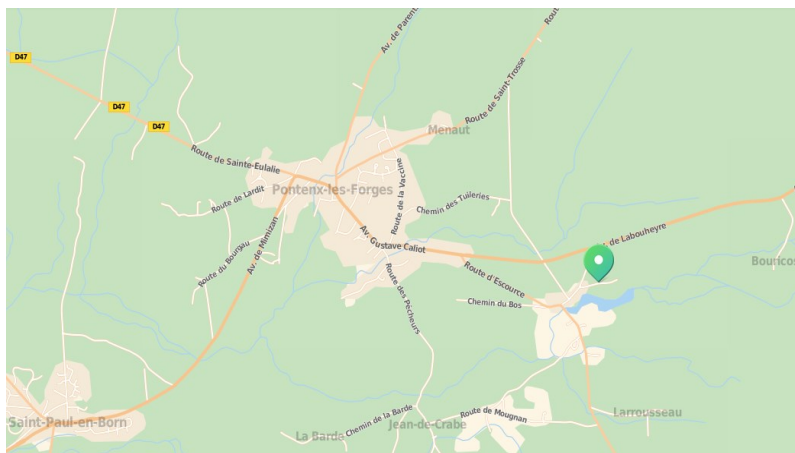 Av. de Parent
Route
D47
D47
D47
Route de Saint-Trosse
Menaut
Route de Sainte-Eulalie
Pontenx-les-Forges
Route de Lardit
Route de la Vaccine
Chemin des Tuileries
Av. Gustave Caliot
Av. de Mimizan
Route du Bourgau
. de Labouheyre
Bouricos
Route d'Escource
Route des Pêcheurs
Chemin du Bos
Saint-Paul-en-Born
La Barde
Chemin de la Barde
Jean-de-Crabe
Route de Mougnan
Larrousseau